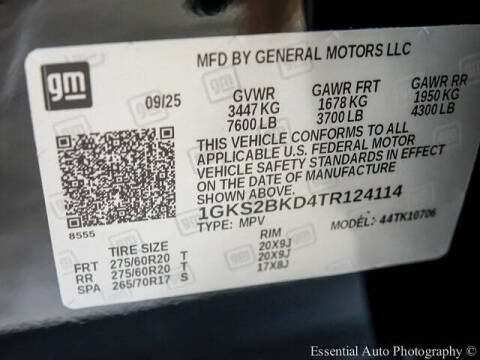 gm
MFD BY GENERAL MOTORS LLC
09/25
GVWR GAWR FRT GAWR RR
3447 KG 1678 KG 1950 KG
7600 LB 3700 LB 4300 LB
THIS VEHICLE CONFORMS TO ALL
APPLICABLE U.S. FEDERAL MOTOR
VEHICLE SAFETY STANDARDS IN EFFECT
ON THE DATE OF MANUFACTURE
SHOWN ABOVE.
1GKS2BKD4TR124114
TYPE: MPV MODEL: 44TK10706
8555
TIRE SIZE RIM
FRT 275/60R20 T 20X9J
RR 275/60R20 T 20X9J
SPA 265/70R17 S 17X8J
Essential Auto Photography ©